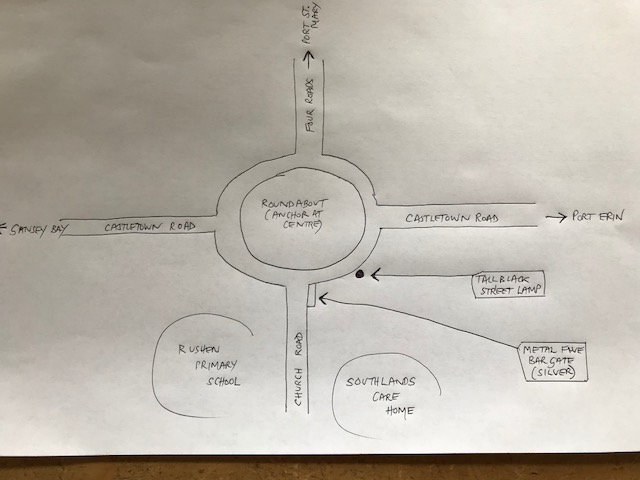 PORT ST.
MARY
FOUR ROADS
ROUNDABOUT
(ANCHOR AT
CENTRE)
GANSEY BAY
CASTLETOWN ROAD
CASTLETOWN ROAD
PORT ERIN
TALL BLACK
STREET LAMP
METAL FIVE
BAR GATE
(SILVER)
CHURCH ROAD
RUSHEN
PRIMARY
SCHOOL
SOUTHLANDS
CARE
HOME